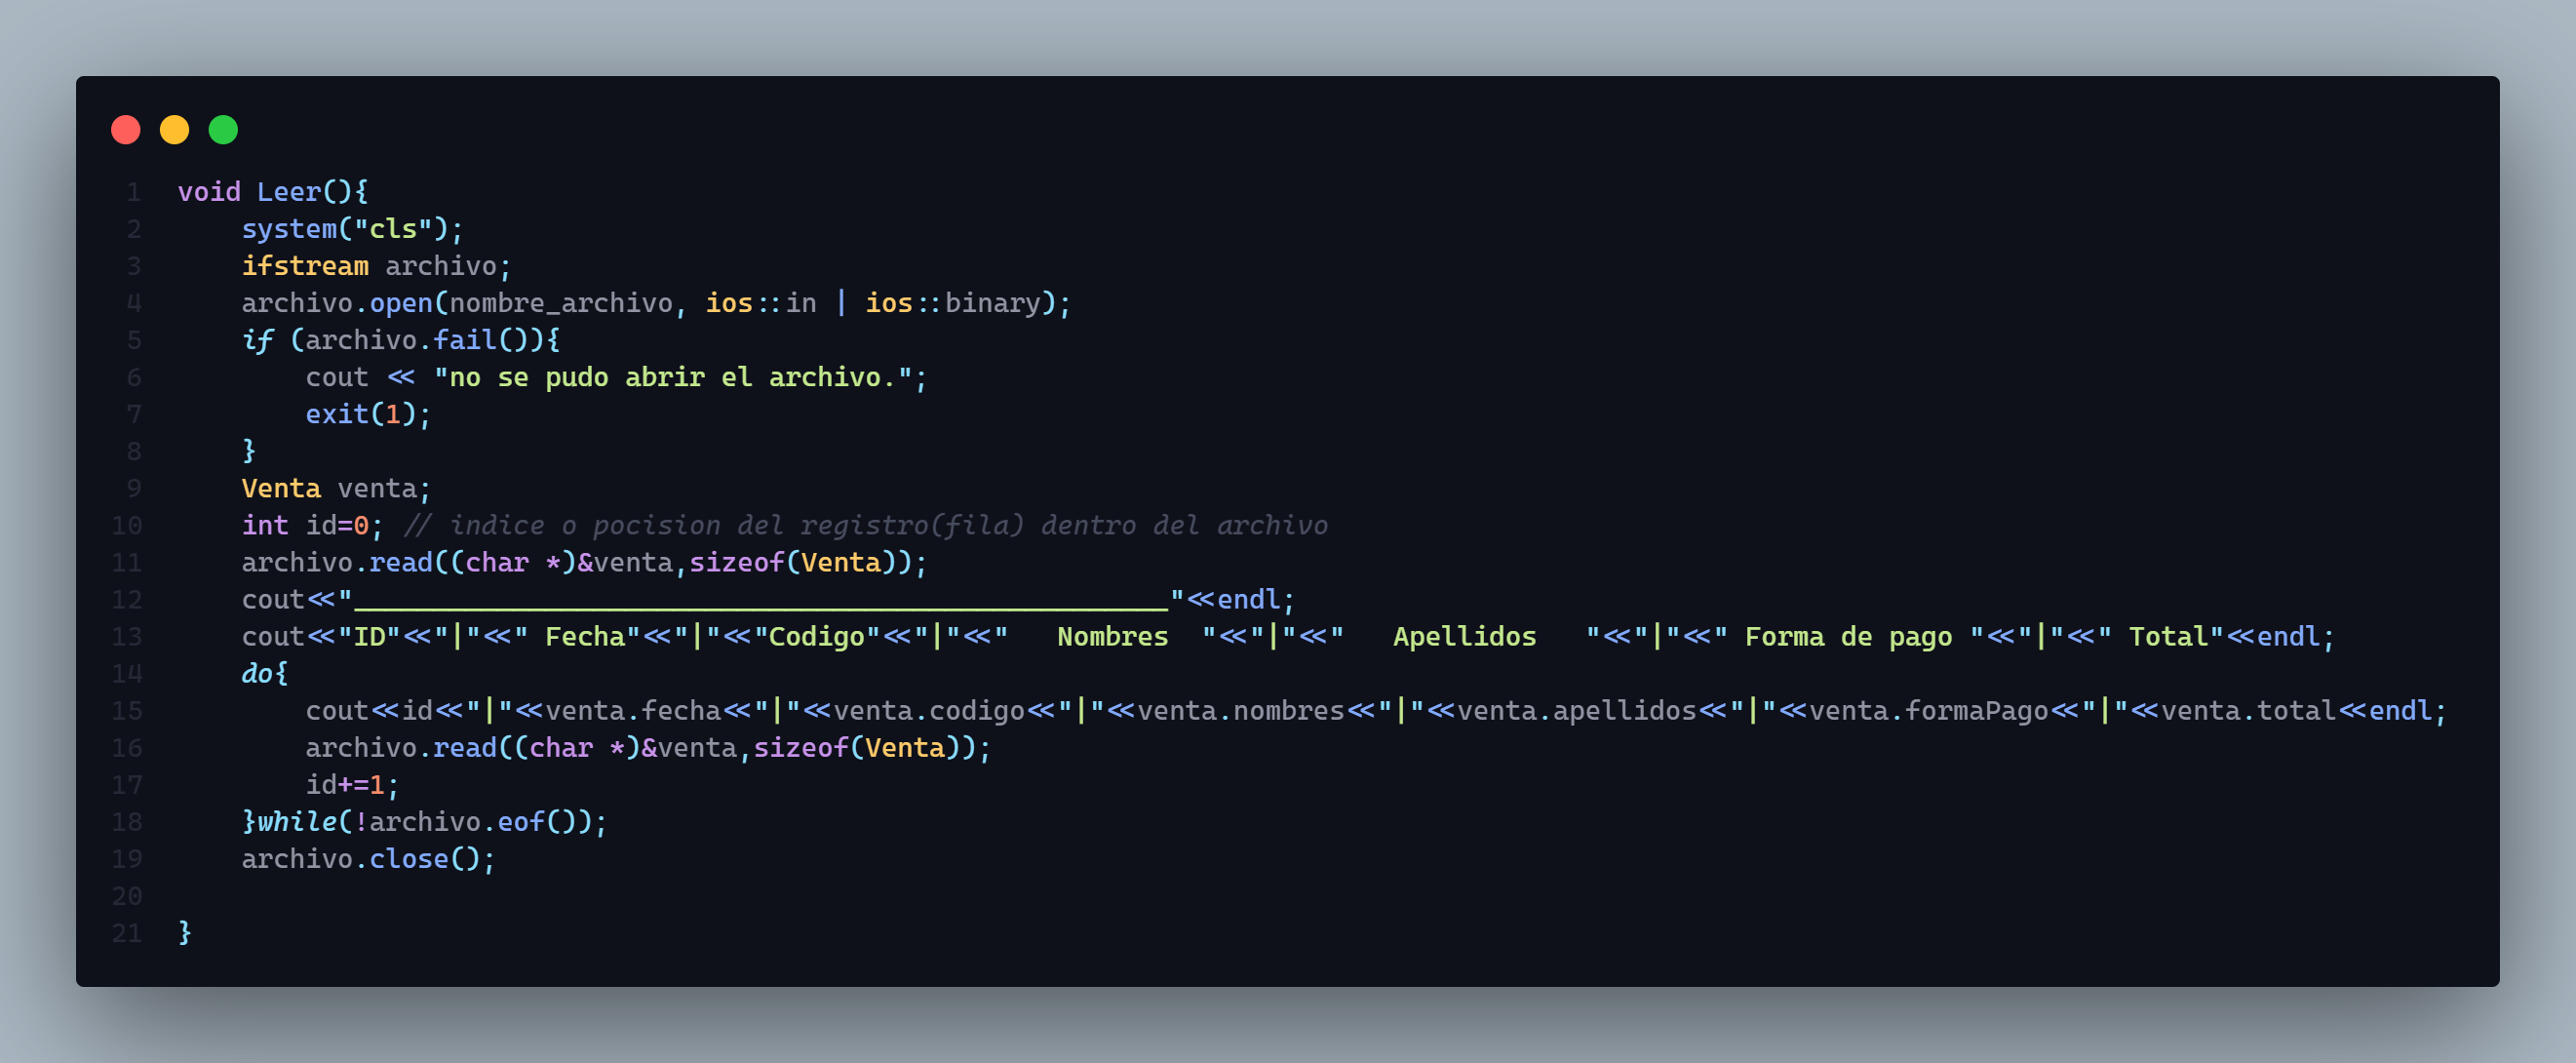 1 void Leer(){
2     system("cls");
3     ifstream archivo;
4     archivo.open(nombre_archivo, ios::in | ios::binary);
5     if (archivo.fail()){
6         cout << "no se pudo abrir el archivo.";
7         exit(1);
8     }
9     Venta venta;
10     int id=0; // indice o pocision del registro(fila) dentro del archivo
11     archivo.read((char *)&venta,sizeof(Venta));
12     cout<<"___________________________________________________"<<endl;
13     cout<<"ID"<<"|"<<" Fecha"<<"|"<<"Codigo"<<"|"<<"   Nombres  "<<"|"<<"   Apellidos   "<<"|"<<" Forma de pago "<<"|"<<" Total"<<endl;
14     do{
15         cout<<id<<"|"<<venta.fecha<<"|"<<venta.codigo<<"|"<<venta.nombres<<"|"<<venta.apellidos<<"|"<<venta.formaPago<<"|"<<venta.total<<endl;
16         archivo.read((char *)&venta,sizeof(Venta));
17         id+=1;
18     }while(!archivo.eof());
19     archivo.close();
20
21 }